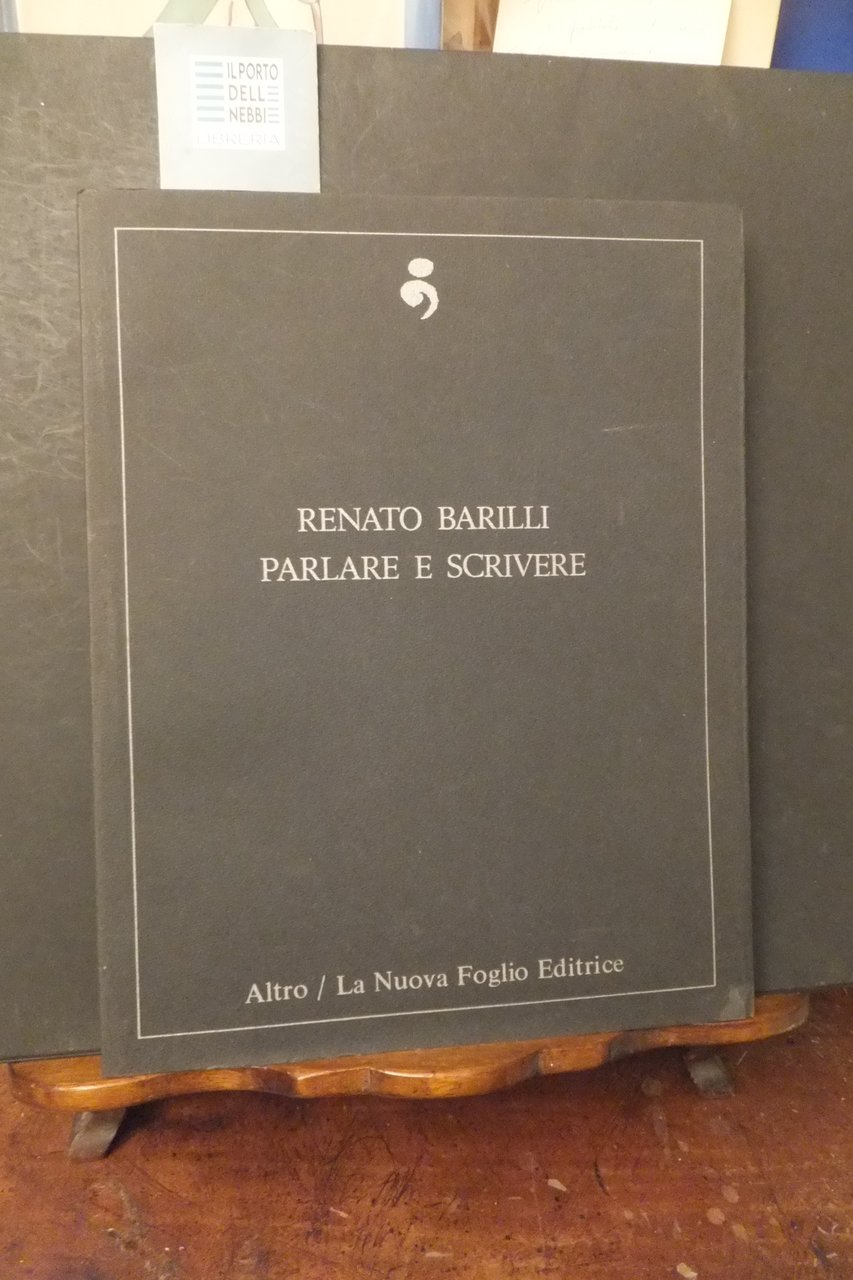 IL PORTO
DELLE
NEBBIE
LIBRERIA
RENATO BARILLI
PARLARE E SCRIVERE
Altro / La Nuova Foglio Editrice